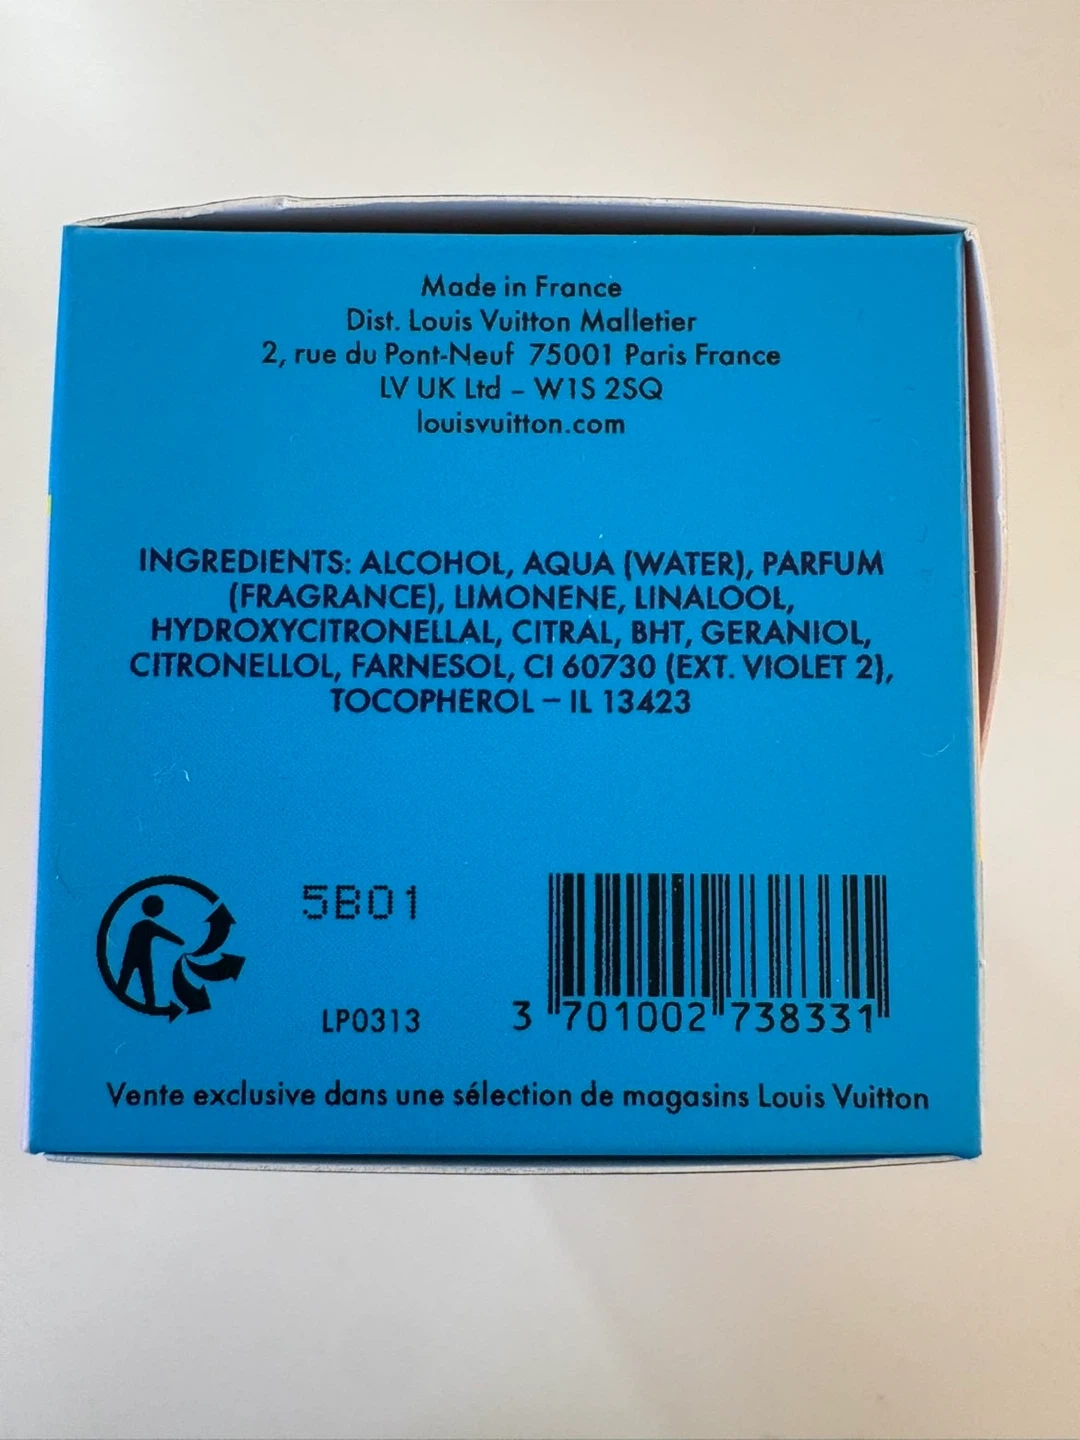 Made in France
Dist. Louis Vuitton Malletier
2, rue du Pont-Neuf 75001 Paris France
LV UK Ltd – W1S 2SQ
louisvuitton.com
INGREDIENTS: ALCOHOL, AQUA (WATER), PARFUM
(FRAGRANCE), LIMONENE, LINALOOL,
HYDROXYCITRONELLAL, CITRAL, BHT, GERANIOL,
CITRONELLOL, FARNESOL, CI 60730 (EXT. VIOLET 2),
TOCOPHEROL – IL 13423
5B01
LP0313
3 701002 738331
Vente exclusive dans une sélection de magasins Louis Vuitton